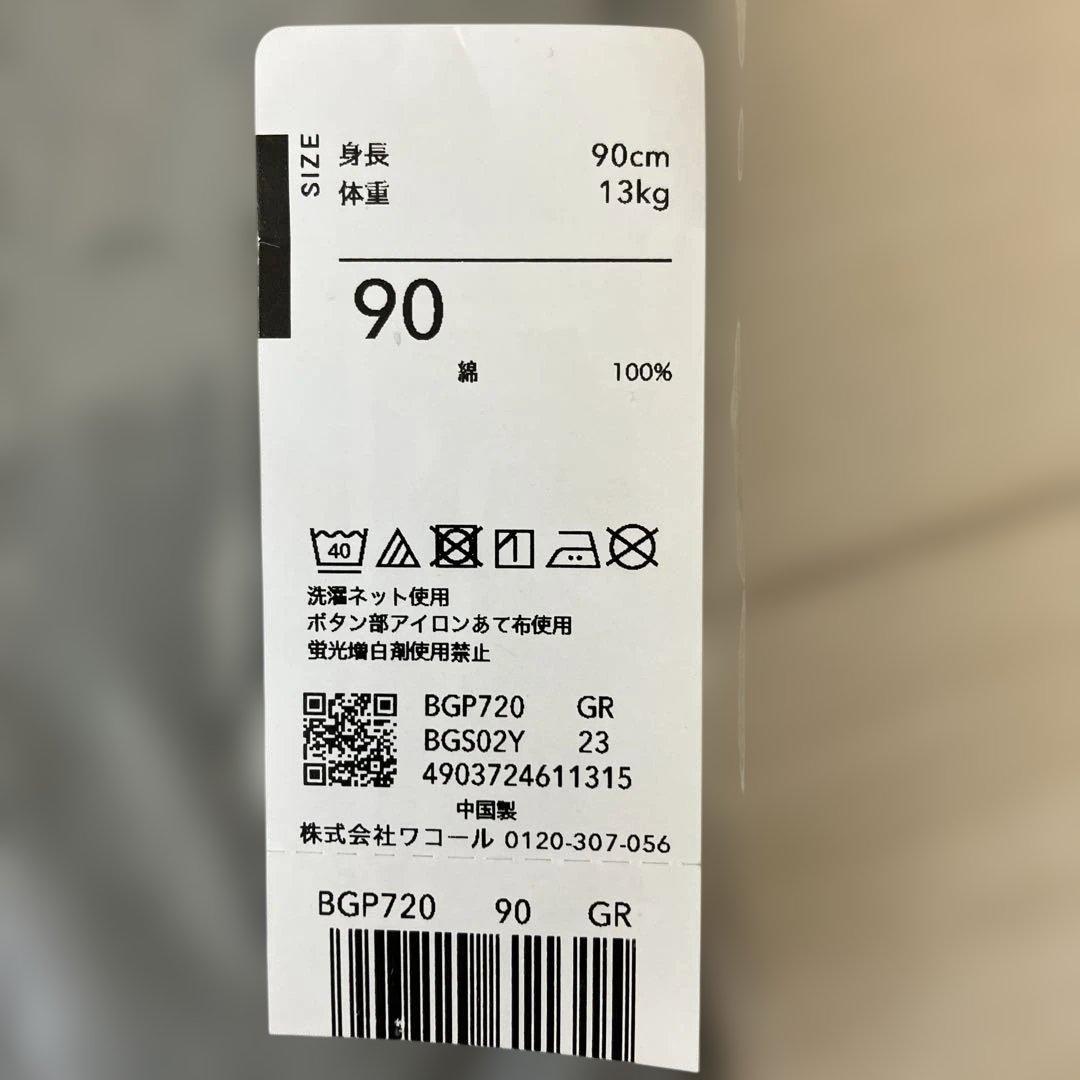 SIZE
身長 90cm
体重 13kg
90
綿 100%
40
洗濯ネット使用
ボタン部アイロンあて布使用
蛍光増白剤使用禁止
BGP720 GR
BGS02Y 23
4903724611315
中国製
株式会社ワコール 0120-307-056
BGP720 90 GR